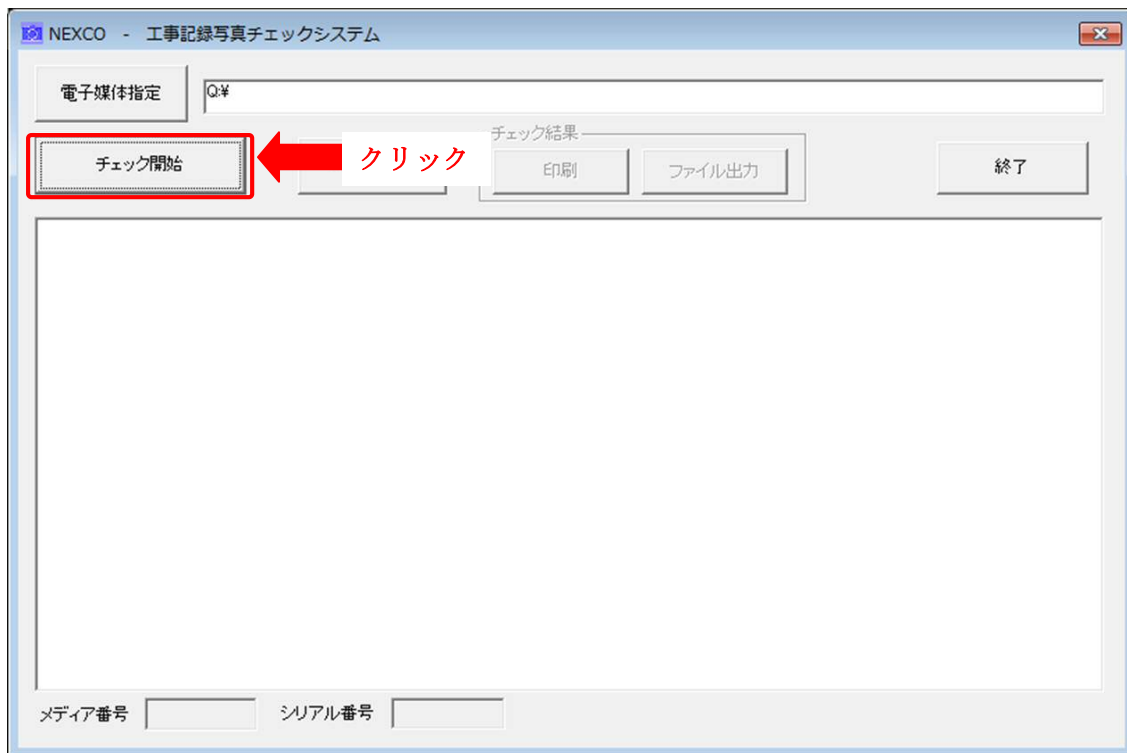 NEXCO - 工事記録写真チェックシステム
電子媒体指定
Q:¥
チェック開始
クリック
チェック結果
印刷
ファイル出力
終了
メディア番号
シリアル番号